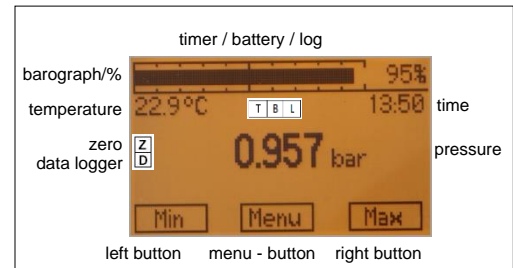 timer / battery / log
barograph/% 95%
temperature 22.9°C T B L 13:50 time
zero Z
data logger D 0.957 bar pressure
Min Menu Max
left button menu - button right button